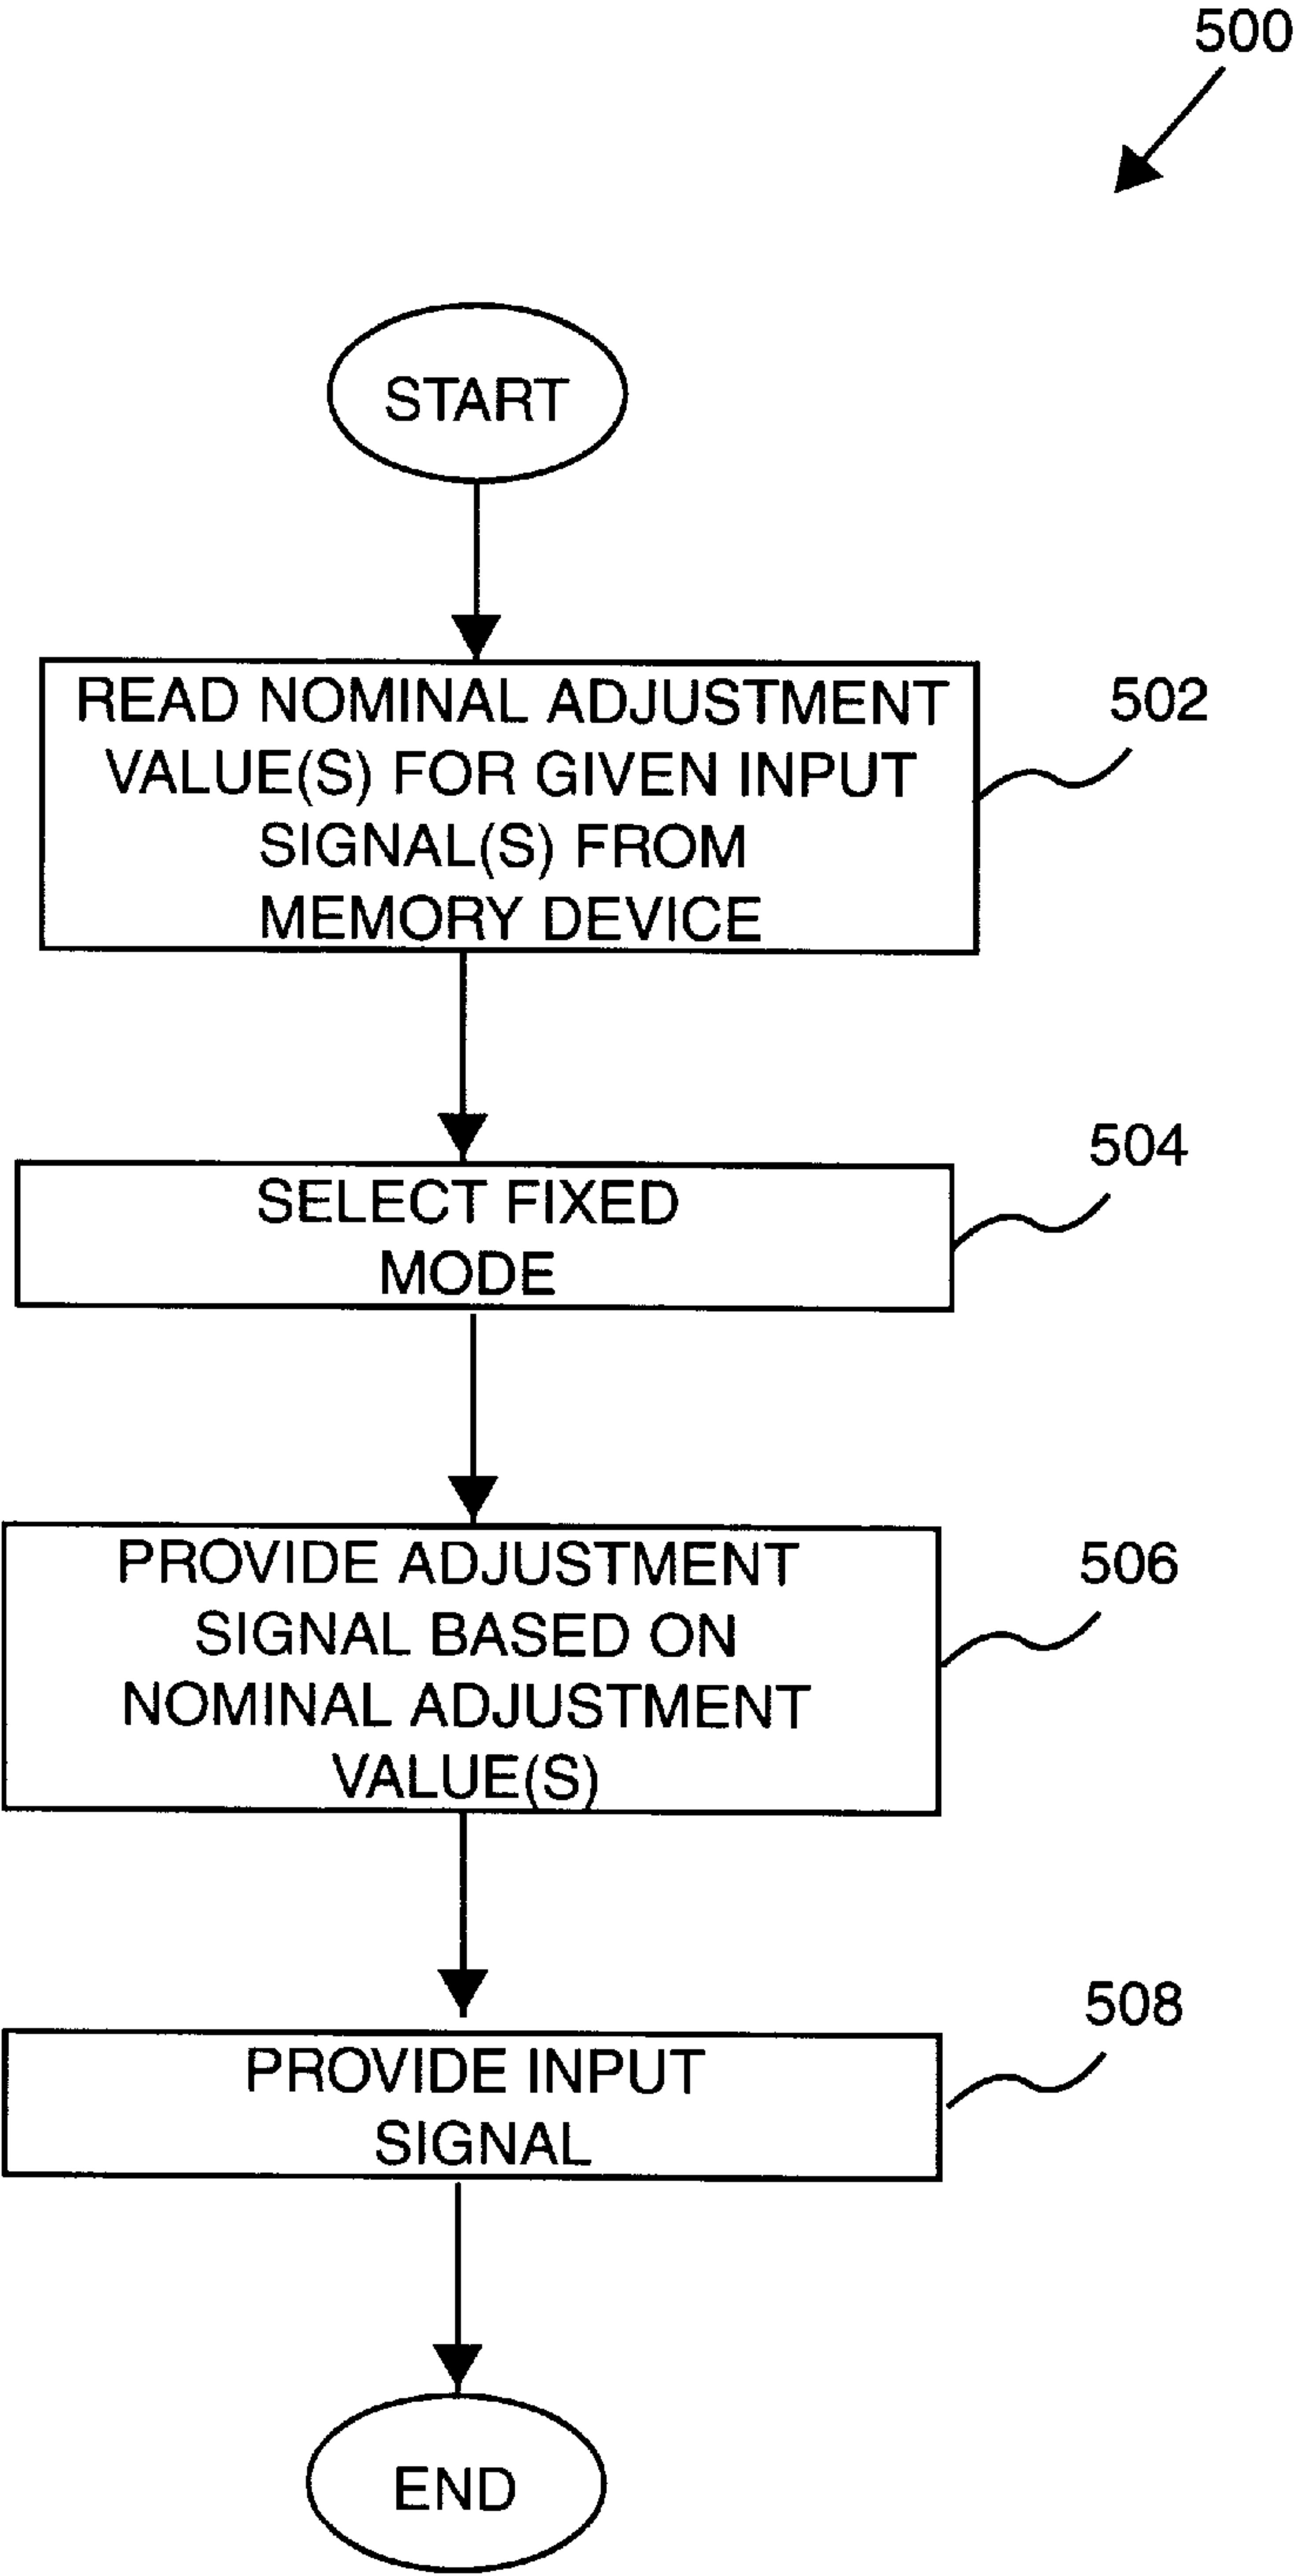 500
START
READ NOMINAL ADJUSTMENT
VALUE(S) FOR GIVEN INPUT
SIGNAL(S) FROM
MEMORY DEVICE
502
SELECT FIXED
MODE
504
PROVIDE ADJUSTMENT
SIGNAL BASED ON
NOMINAL ADJUSTMENT
VALUE(S)
506
PROVIDE INPUT
SIGNAL
508
END